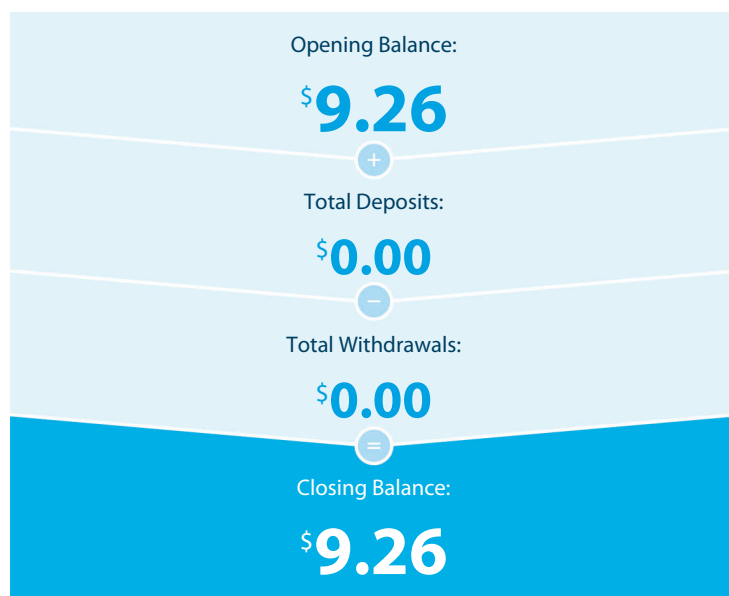 Opening Balance:
$9.26
+
Total Deposits:
$0.00
−
Total Withdrawals:
$0.00
=
Closing Balance:
$9.26